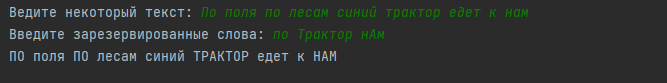 Ведите некоторый текст: По поля по лесам синий трактор едет к нам
Введите зарезервированные слова: по Трактор нАм
ПО поля ПО лесам синий ТРАКТОР едет к НАМ